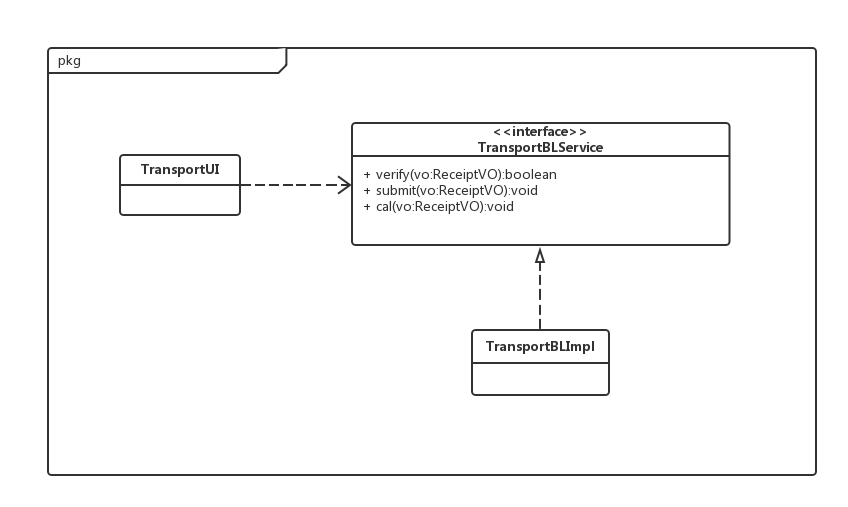 pkg
<<interface>>
TransportBLService
TransportUI
+ verify(vo:ReceiptVO):boolean
+ submit(vo:ReceiptVO):void
+ cal(vo:ReceiptVO):void
TransportBLImpl